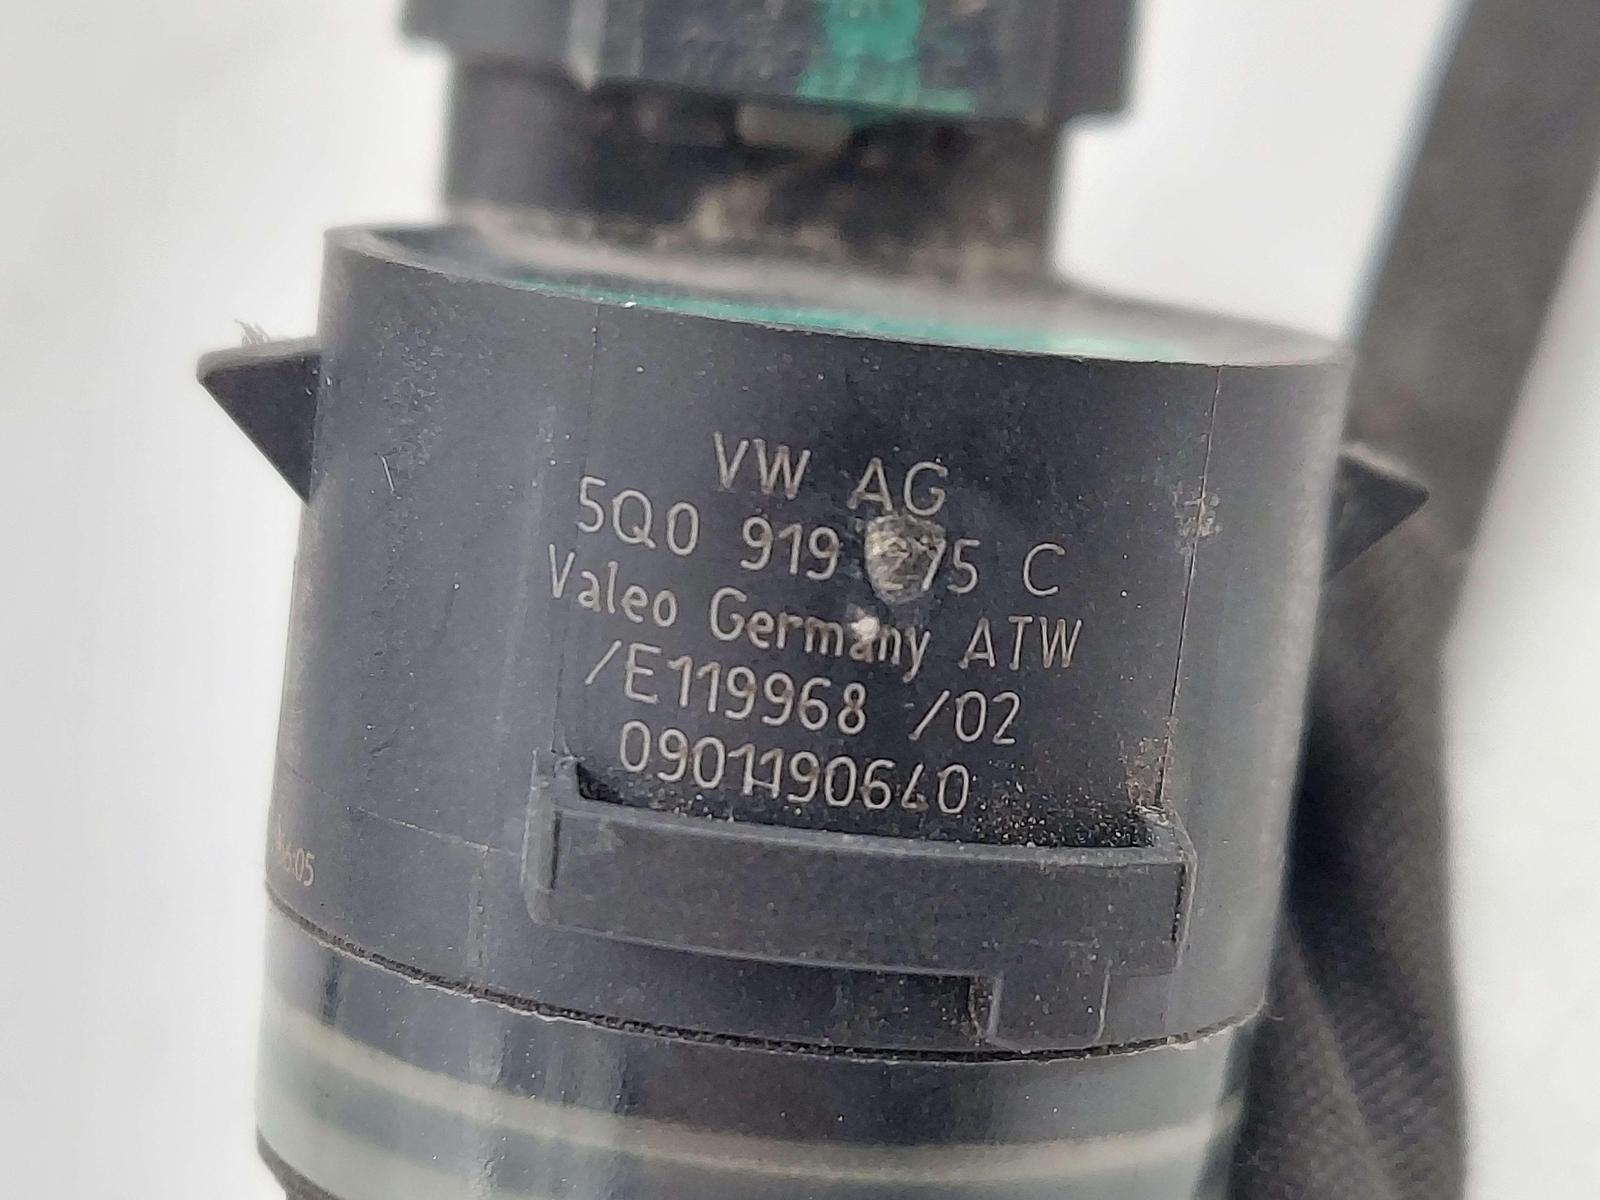 VW AG
5Q0 919 275 C
Valeo Germany ATW
/E119968 /02
0901190640